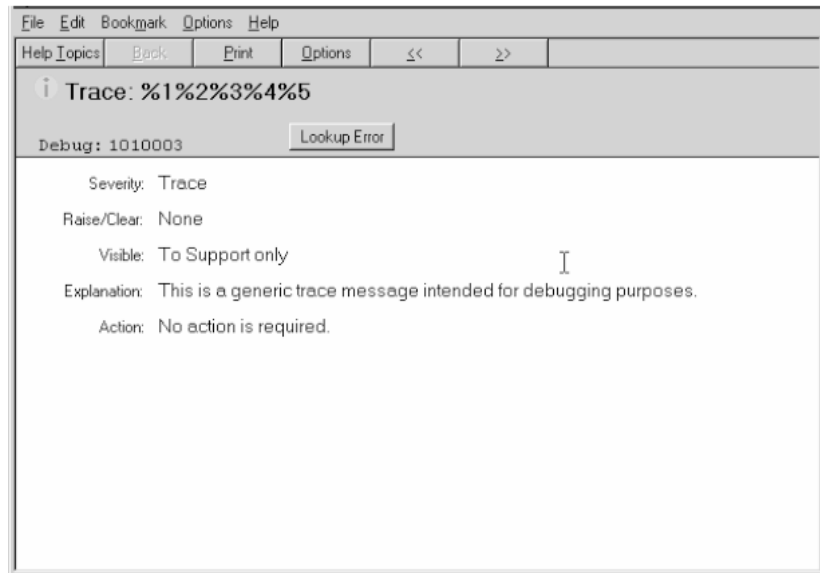 File Edit Bookmark Options Help
Help Topics Back Print Options << >>
i Trace: %1%2%3%4%5
Debug: 1010003 Lookup Error
Severity: Trace
Raise/Clear: None
Visible: To Support only
Explanation: This is a generic trace message intended for debugging purposes.
Action: No action is required.